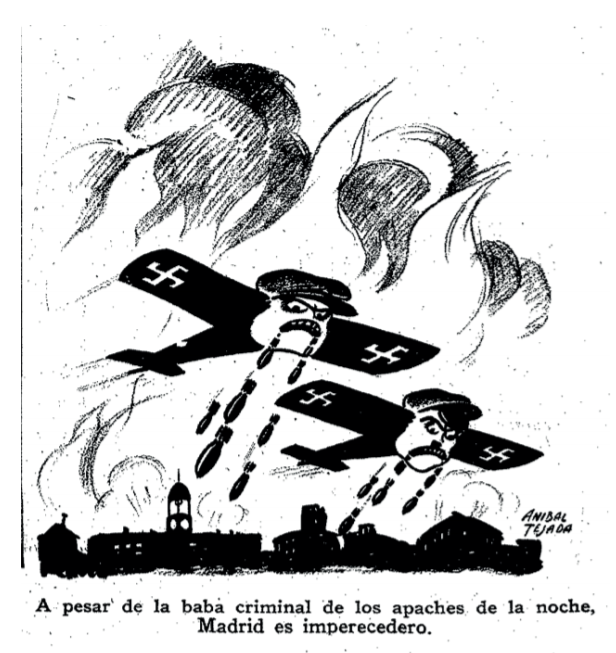 ANIBAL
TEJADA
A pesar de la baba criminal de los apaches de la noche,
Madrid es imperecedero.